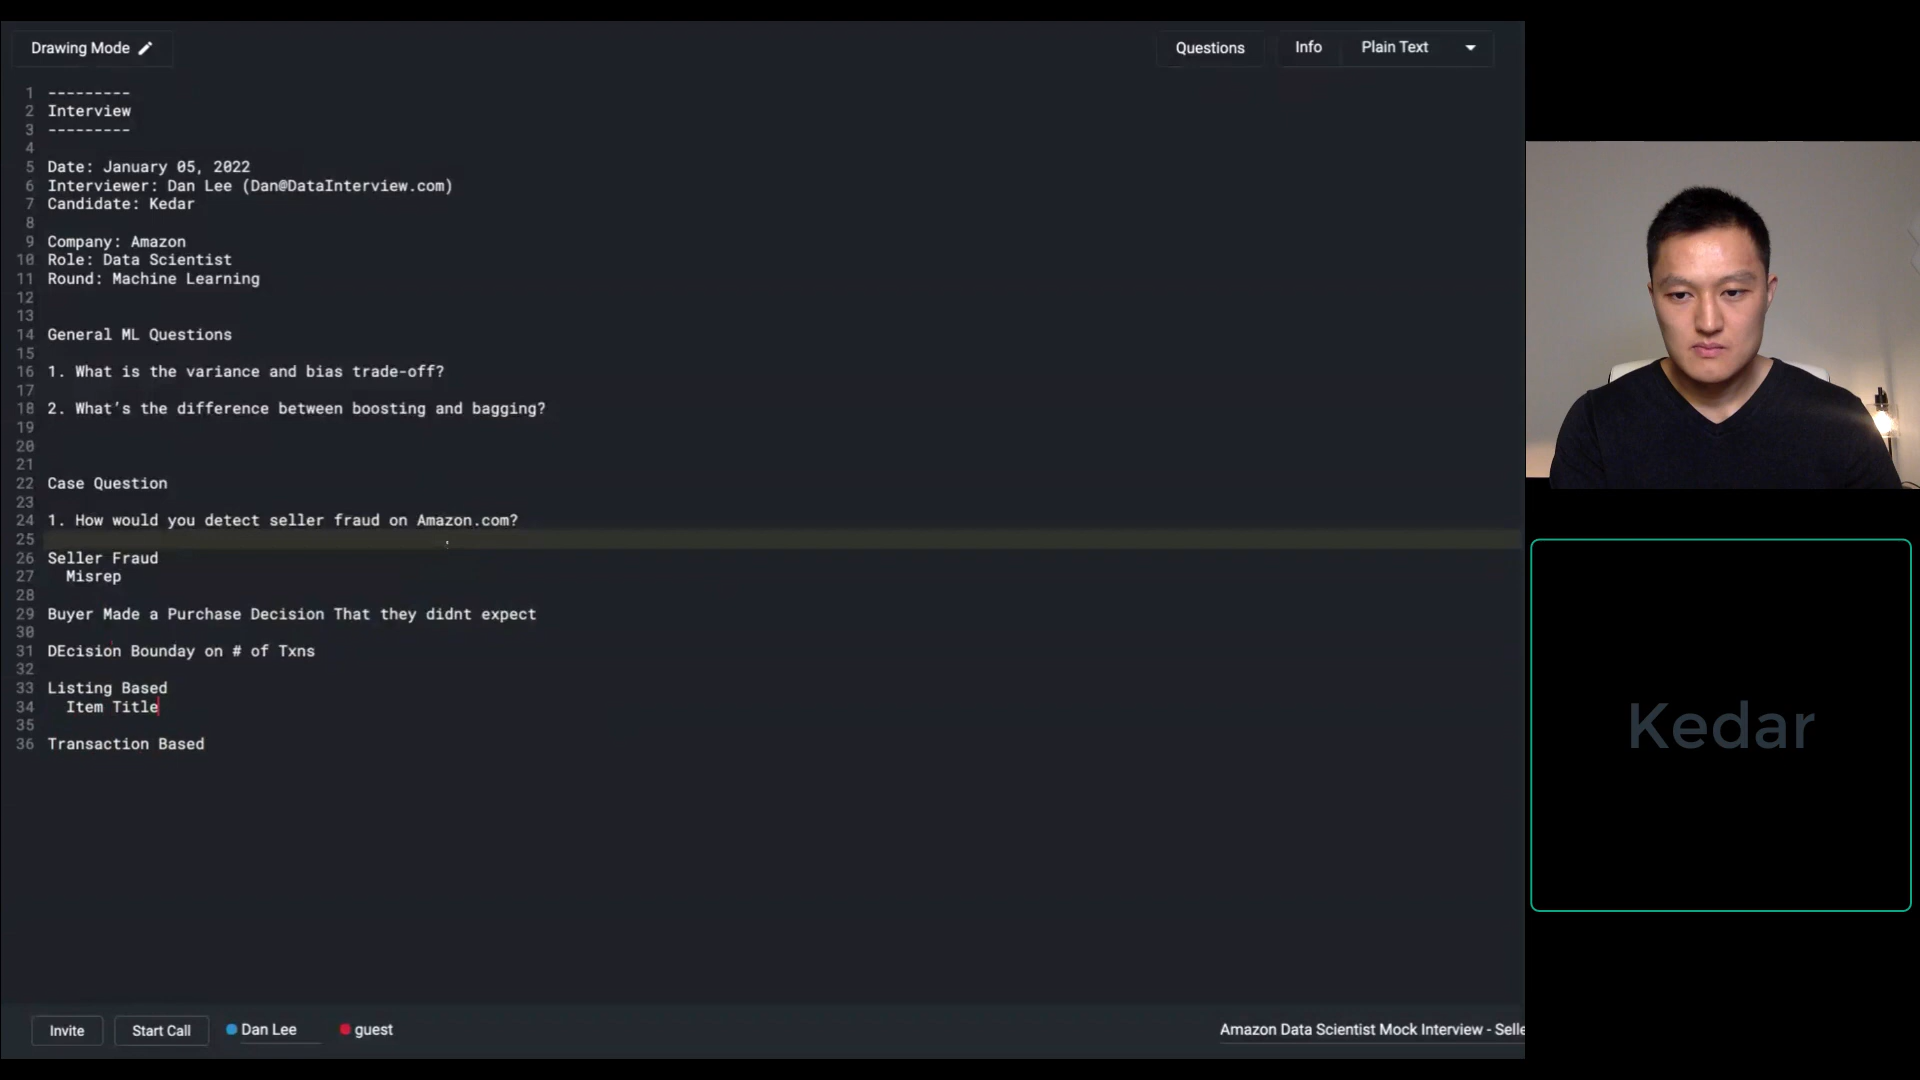 Drawing Mode
Questions
Info
Plain Text
1 ---------
2 Interview
3 ---------
4
5 Date: January 05, 2022
6 Interviewer: Dan Lee (Dan@DataInterview.com)
7 Candidate: Kedar
8
9 Company: Amazon
10 Role: Data Scientist
11 Round: Machine Learning
12
13
14 General ML Questions
15
16 1. What is the variance and bias trade-off?
17
18 2. What's the difference between boosting and bagging?
19
20
21
22 Case Question
23
24 1. How would you detect seller fraud on Amazon.com?
25
26 Seller Fraud
27 Misrep
28
29 Buyer Made a Purchase Decision That they didnt expect
30
31 DEcision Bounday on # of Txns
32
33 Listing Based
34 Item Title
35
36 Transaction Based
Kedar
Invite
Start Call
Dan Lee
guest
Amazon Data Scientist Mock Interview - Selle